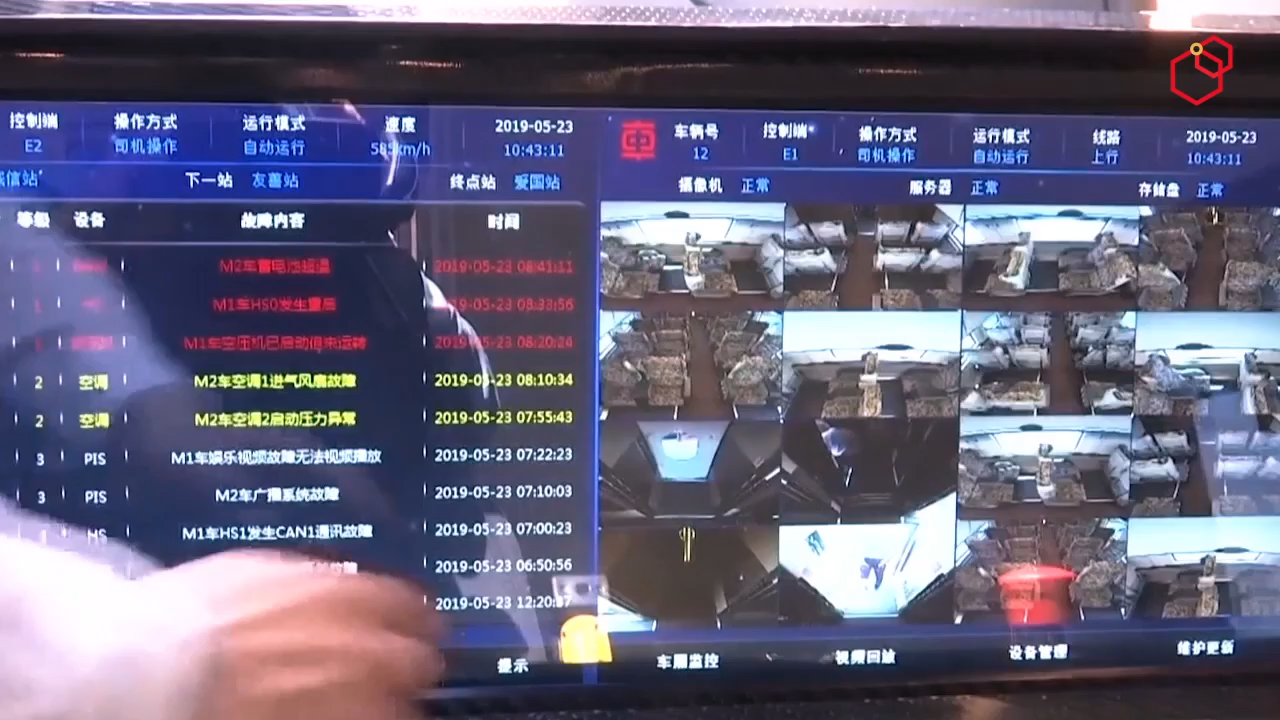 控制端 操作方式 运行模式 速度 2019-05-23
E2 司机操作 自动运行 585km/h 10:43:11
诚信站 下一站 友善站 终点站 爱国站
等级 设备 故障内容 时间
M2车蓄电池超温 2019-05-23 08:41:11
M1车HS0发生重启 2019-05-23 08:33:56
M1车空压机已启动但未运转 2019-05-23 08:20:24
2 空调 M2车空调1进气风扇故障 2019-05-23 08:10:34
2 空调 M2车空调2启动压力异常 2019-05-23 07:55:43
3 PIS M1车娱乐视频故障无法视频播放 2019-05-23 07:22:23
3 PIS M2车广播系统故障 2019-05-23 07:10:03
HS M1车HS1发生CAN1通讯故障 2019-05-23 07:00:23
故障 2019-05-23 06:50:56
2019-05-23 12:20:37
提示
車 车辆号 控制端 操作方式 运行模式 线路 2019-05-23
12 E1 司机操作 自动运行 上行 10:43:11
摄像机 正常 服务器 正常 存储盘 正常
车厢监控 视频回放 设备管理 维护更新